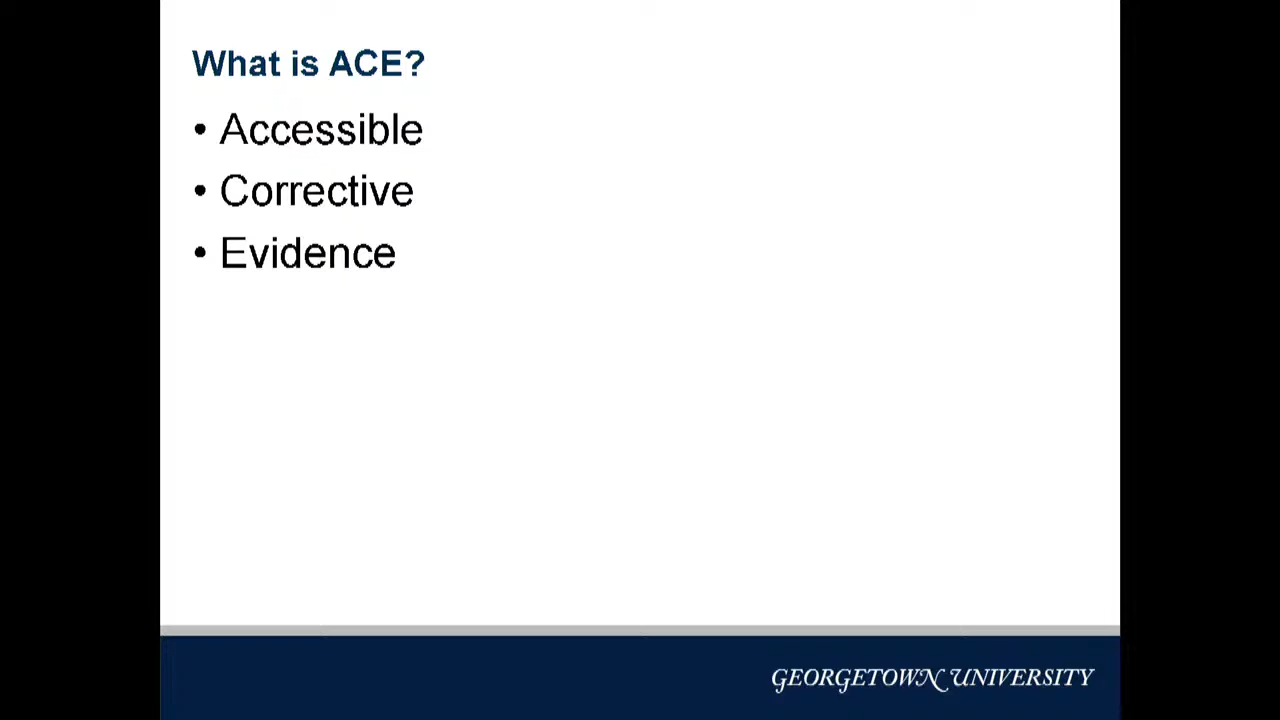 What is ACE?
• Accessible
• Corrective
• Evidence
GEORGETOWN UNIVERSITY